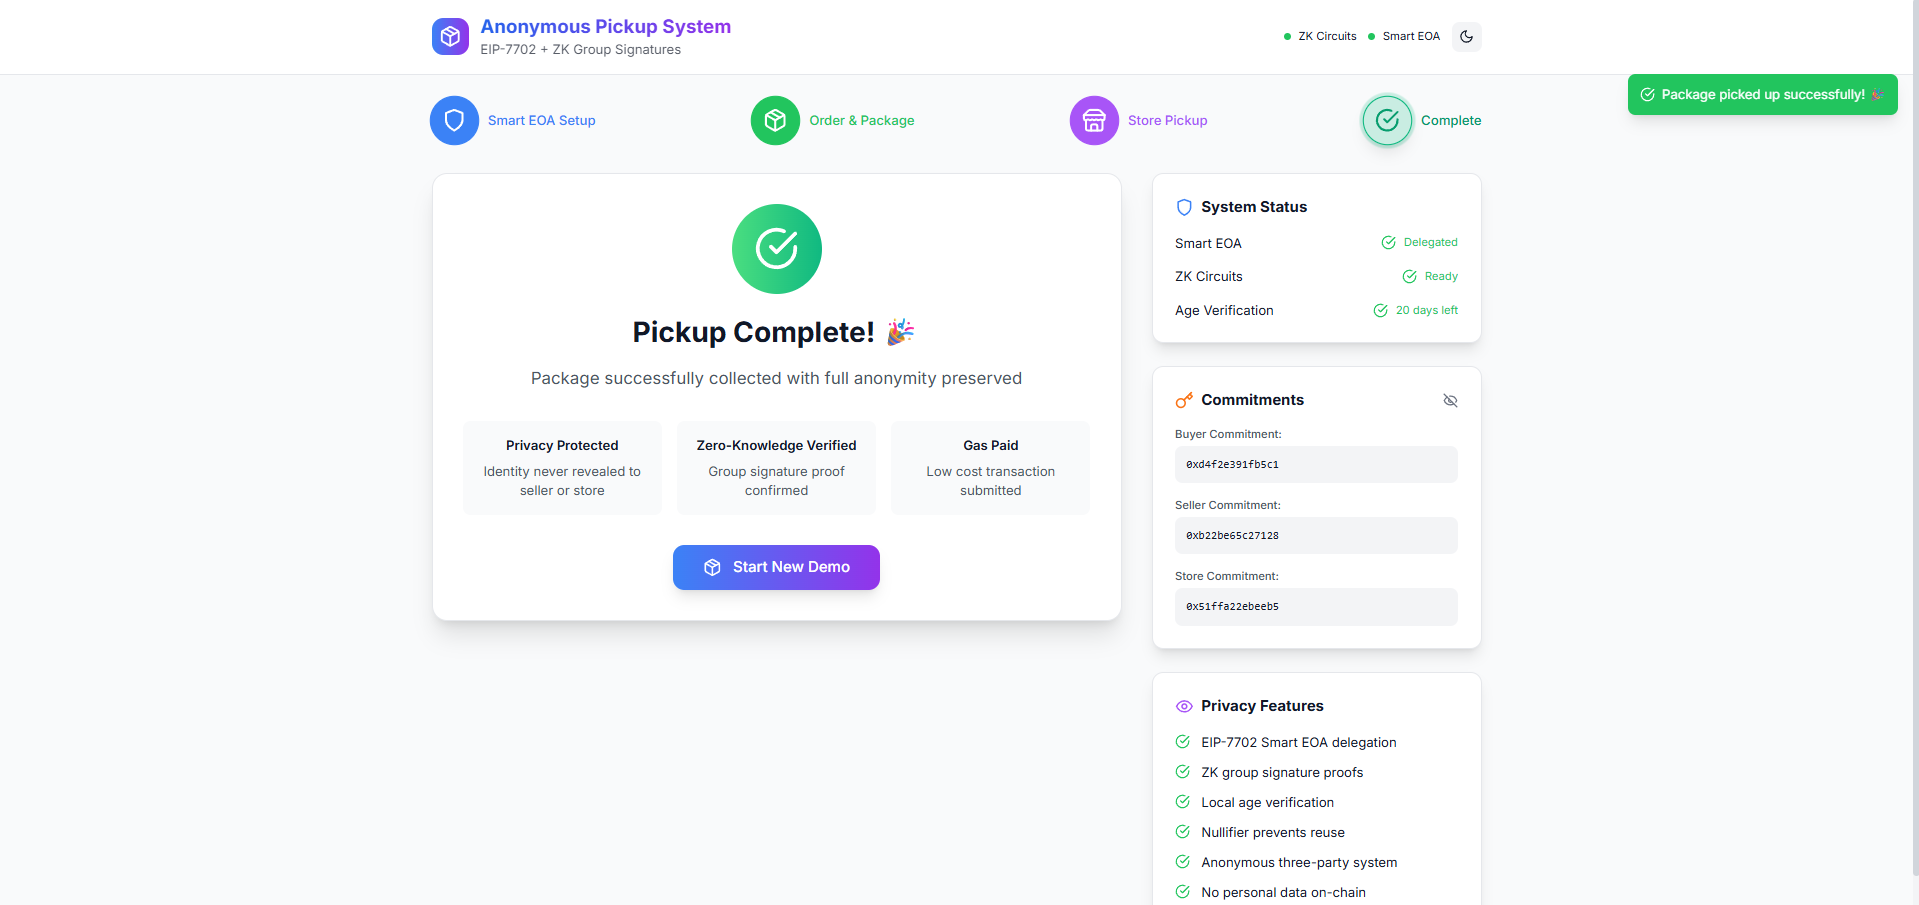 Anonymous Pickup System
EIP-7702 + ZK Group Signatures
ZK Circuits
Smart EOA
Package picked up successfully! 🎉
Smart EOA Setup
Order & Package
Store Pickup
Complete
Pickup Complete! 🎉
Package successfully collected with full anonymity preserved
Privacy Protected
Identity never revealed to
seller or store
Zero-Knowledge Verified
Group signature proof
confirmed
Gas Paid
Low cost transaction
submitted
Start New Demo
System Status
Smart EOA
Delegated
ZK Circuits
Ready
Age Verification
20 days left
Commitments
Buyer Commitment:
0xd4f2e391fb5c1
Seller Commitment:
0xb22be65c27128
Store Commitment:
0x51ffa22ebeeb5
Privacy Features
EIP-7702 Smart EOA delegation
ZK group signature proofs
Local age verification
Nullifier prevents reuse
Anonymous three-party system
No personal data on-chain